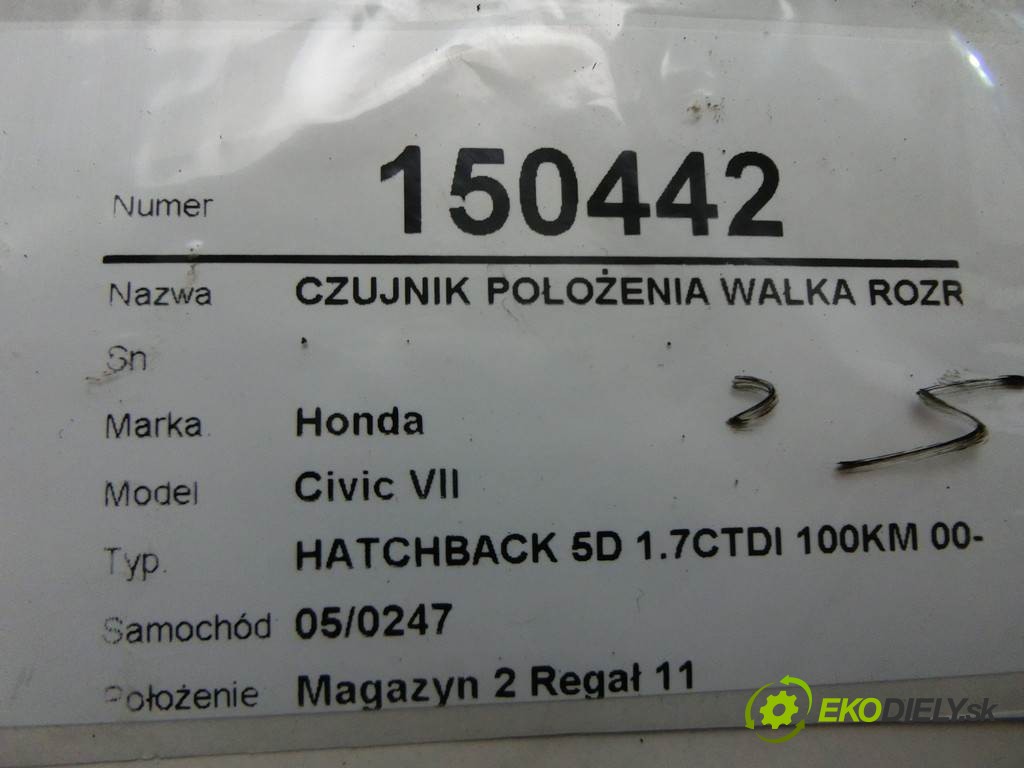 Numer 150442
Nazwa CZUJNIK POŁOŻENIA WAŁKA ROZR
Sn .
Marka Honda
Model Civic VII
Typ. HATCHBACK 5D 1.7CTDI 100KM 00-
Samochód 05/0247
Położenie Magazyn 2 Regał 11
EKODIELY.sk